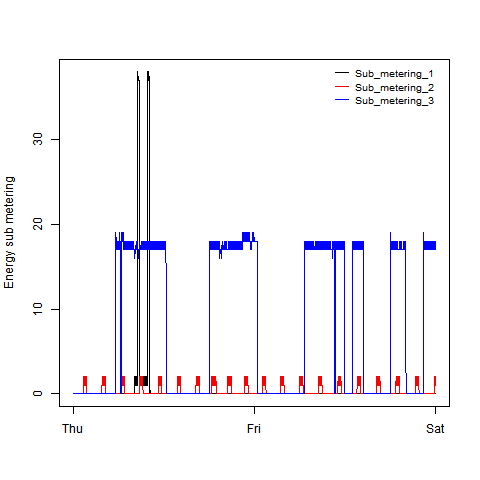 Sub_metering_1
Sub_metering_2
Sub_metering_3
Energy sub metering
30
20
10
0
Thu Fri Sat